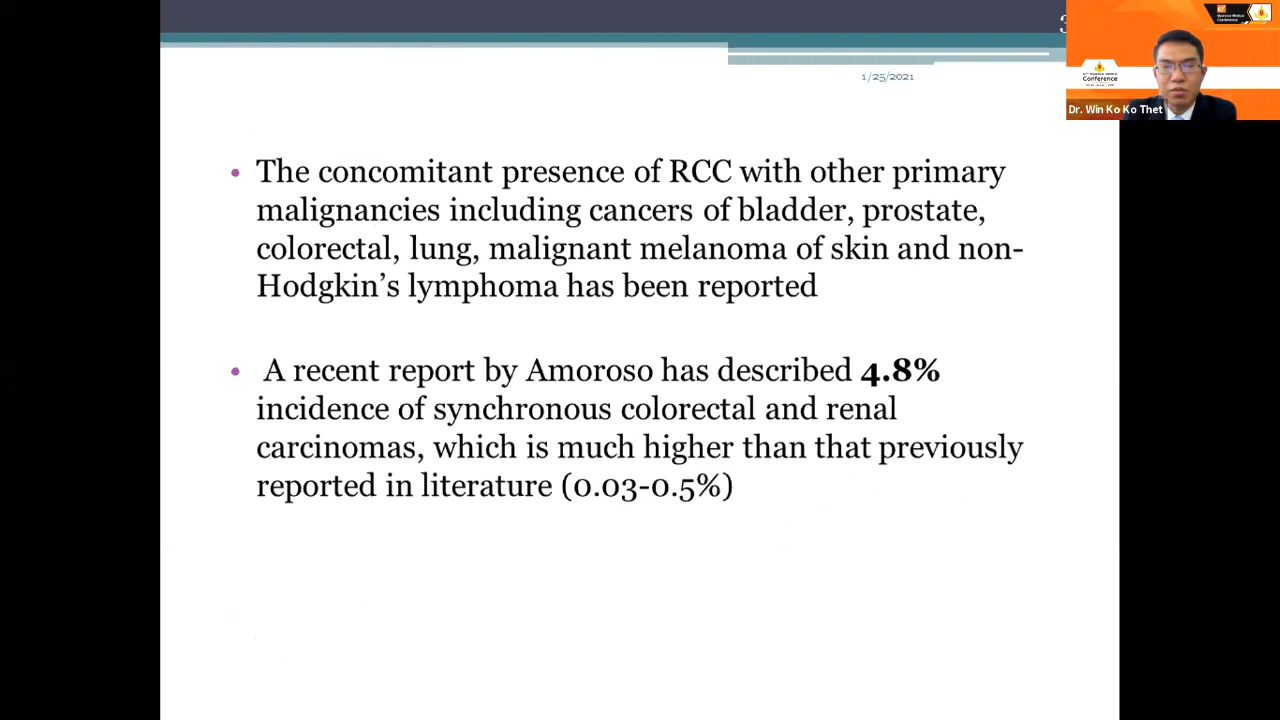 1/25/2021
Conference
Dr. Win Ko Ko Thet
• The concomitant presence of RCC with other primary
malignancies including cancers of bladder, prostate,
colorectal, lung, malignant melanoma of skin and non-
Hodgkin’s lymphoma has been reported
• A recent report by Amoroso has described 4.8%
incidence of synchronous colorectal and renal
carcinomas, which is much higher than that previously
reported in literature (0.03-0.5%)